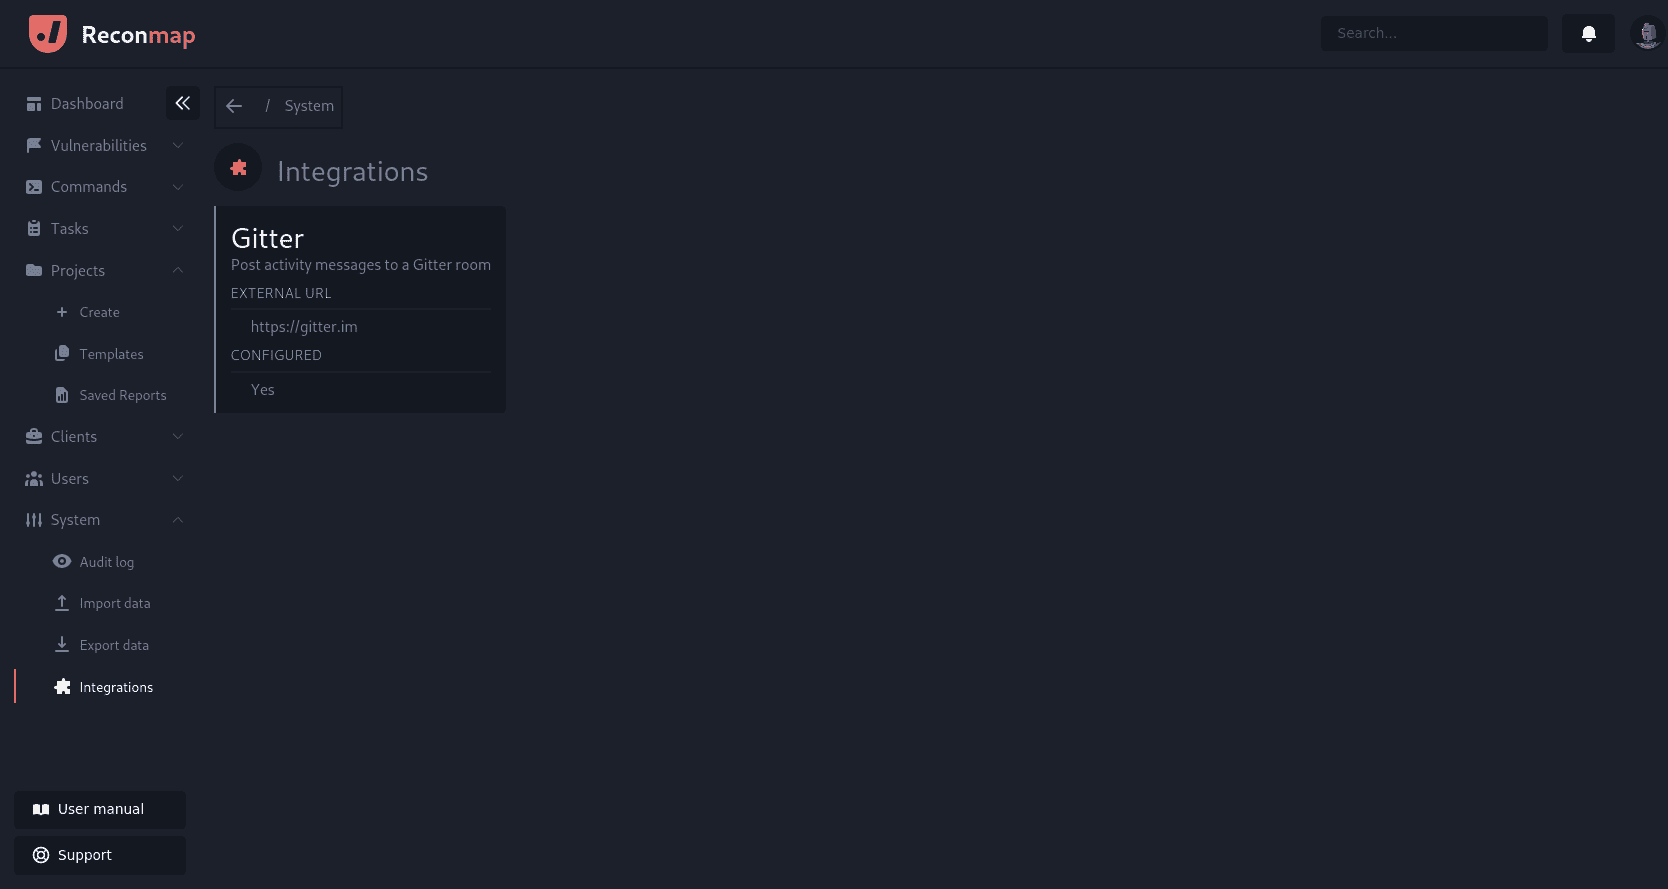 Reconmap
Search...
Dashboard
Vulnerabilities
Commands
Tasks
Projects
Create
Templates
Saved Reports
Clients
Users
System
Audit log
Import data
Export data
Integrations
User manual
Support
/ System
Integrations
Gitter
Post activity messages to a Gitter room
EXTERNAL URL
https://gitter.im
CONFIGURED
Yes